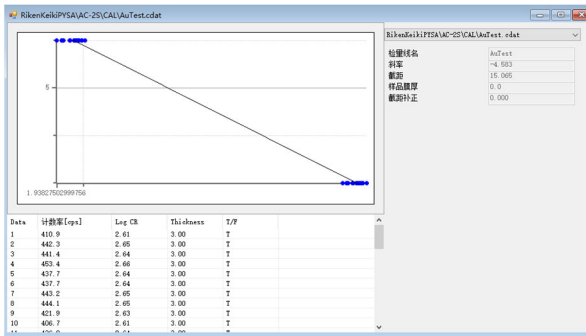 RikenKeikiPYSA\AC-2S\CAL\AuTest.cdat
RikenKeikiPYSA\AC-2S\CAL\AuTest.cdat
检量线名 AuTest
斜率 -4.583
截距 15.065
样品膜厚 0.0
截距补正 0.000
5
1.93827502999756
Data 计数率[cps] Log CR Thickness T/F
1 410.9 2.61 3.00 T
2 442.3 2.65 3.00 T
3 441.4 2.64 3.00 T
4 453.4 2.66 3.00 T
5 437.7 2.64 3.00 T
6 437.7 2.64 3.00 T
7 443.2 2.65 3.00 T
8 444.1 2.65 3.00 T
9 421.9 2.63 3.00 T
10 406.7 2.61 3.00 T